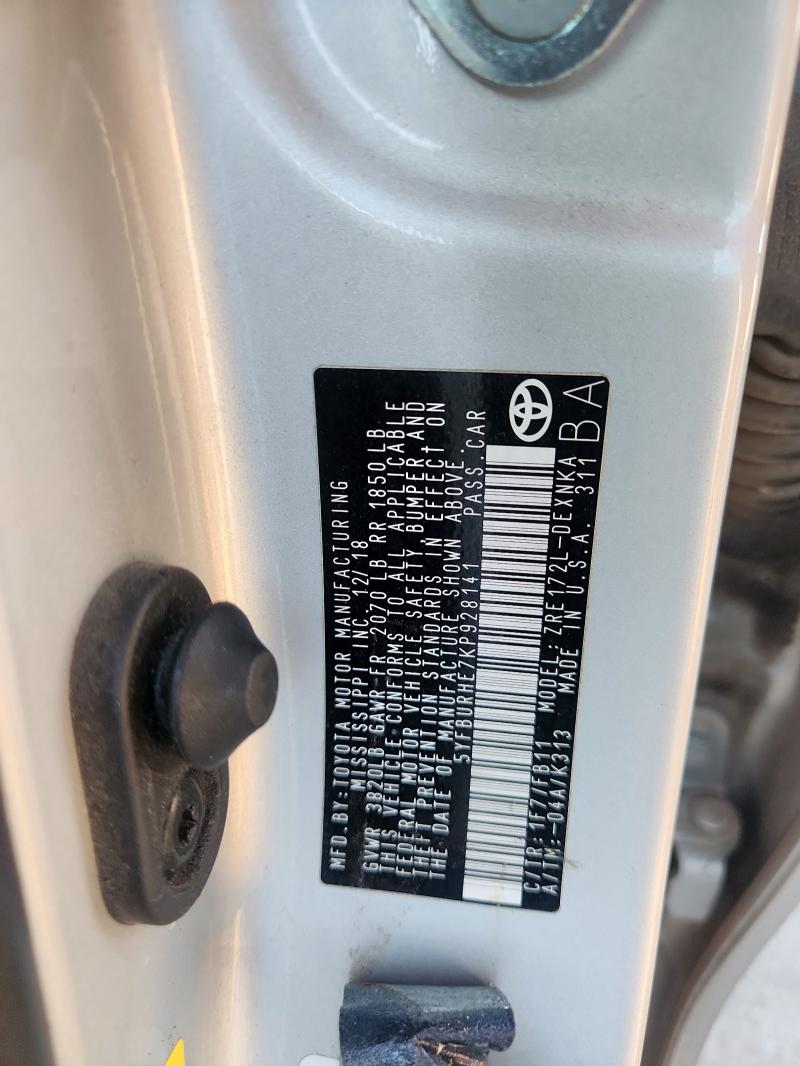 MFD.BY:TOYOTA MOTOR MANUFACTURING
MISSISSIPPI INC. 12/18
GVWR 3820LB GAWR-FR 2070 LB RR 1850 LB
THIS VEHICLE CONFORMS TO ALL APPLICABLE
FEDERAL MOTOR VEHICLE SAFETY, BUMPER, AND
THEFT PREVENTION STANDARDS IN EFFECT ON
THE DATE OF MANUFACTURE SHOWN ABOVE.
5YFBURHE7KP928141 PASS.CAR
C/TR: 1F7/FB11 MODEL: ZRE172L-DEXNKA
A/TM:-04A/K313 MADE IN U.S.A. 311 BA